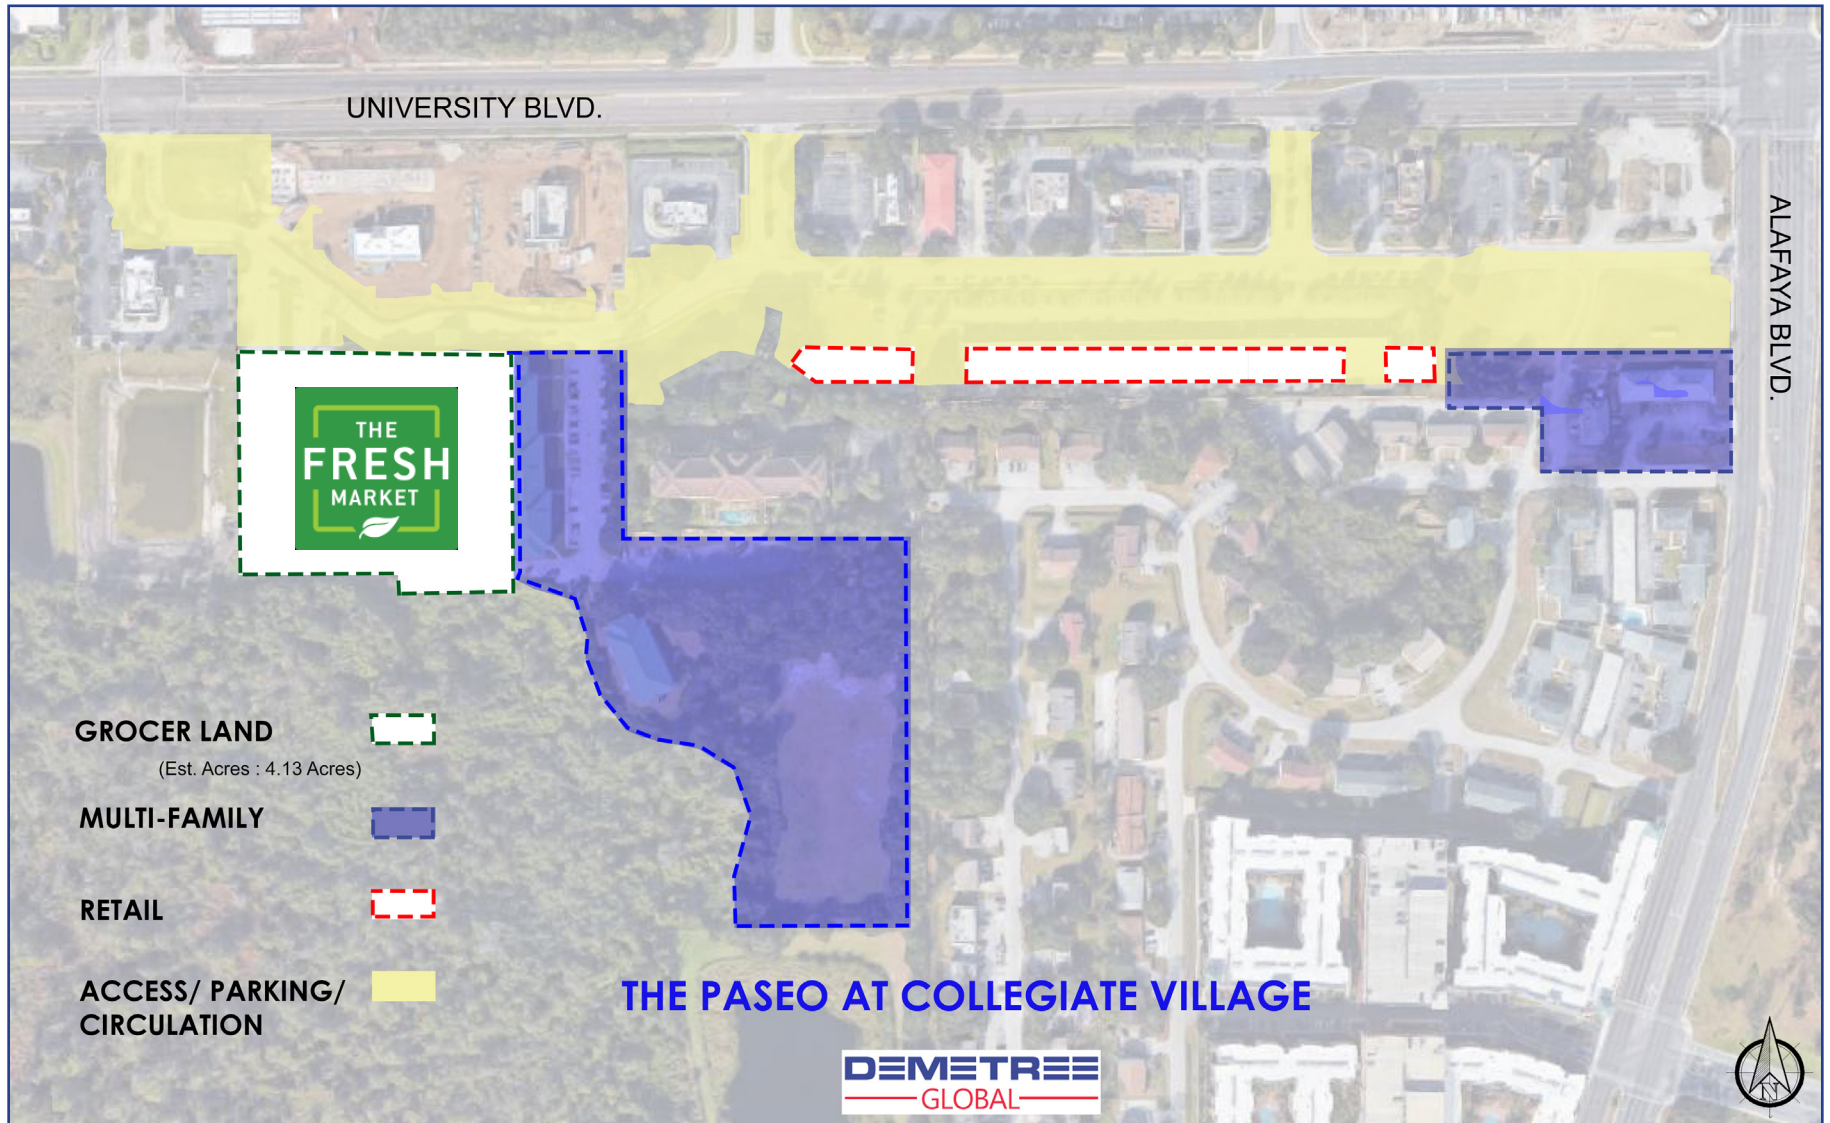 UNIVERSITY BLVD.
ALAFAYA BLVD.
THE
FRESH
MARKET
GROCER LAND
(Est. Acres : 4.13 Acres)
MULTI-FAMILY
RETAIL
ACCESS/ PARKING/
CIRCULATION
THE PASEO AT COLLEGIATE VILLAGE
DEMETREE
GLOBAL
N